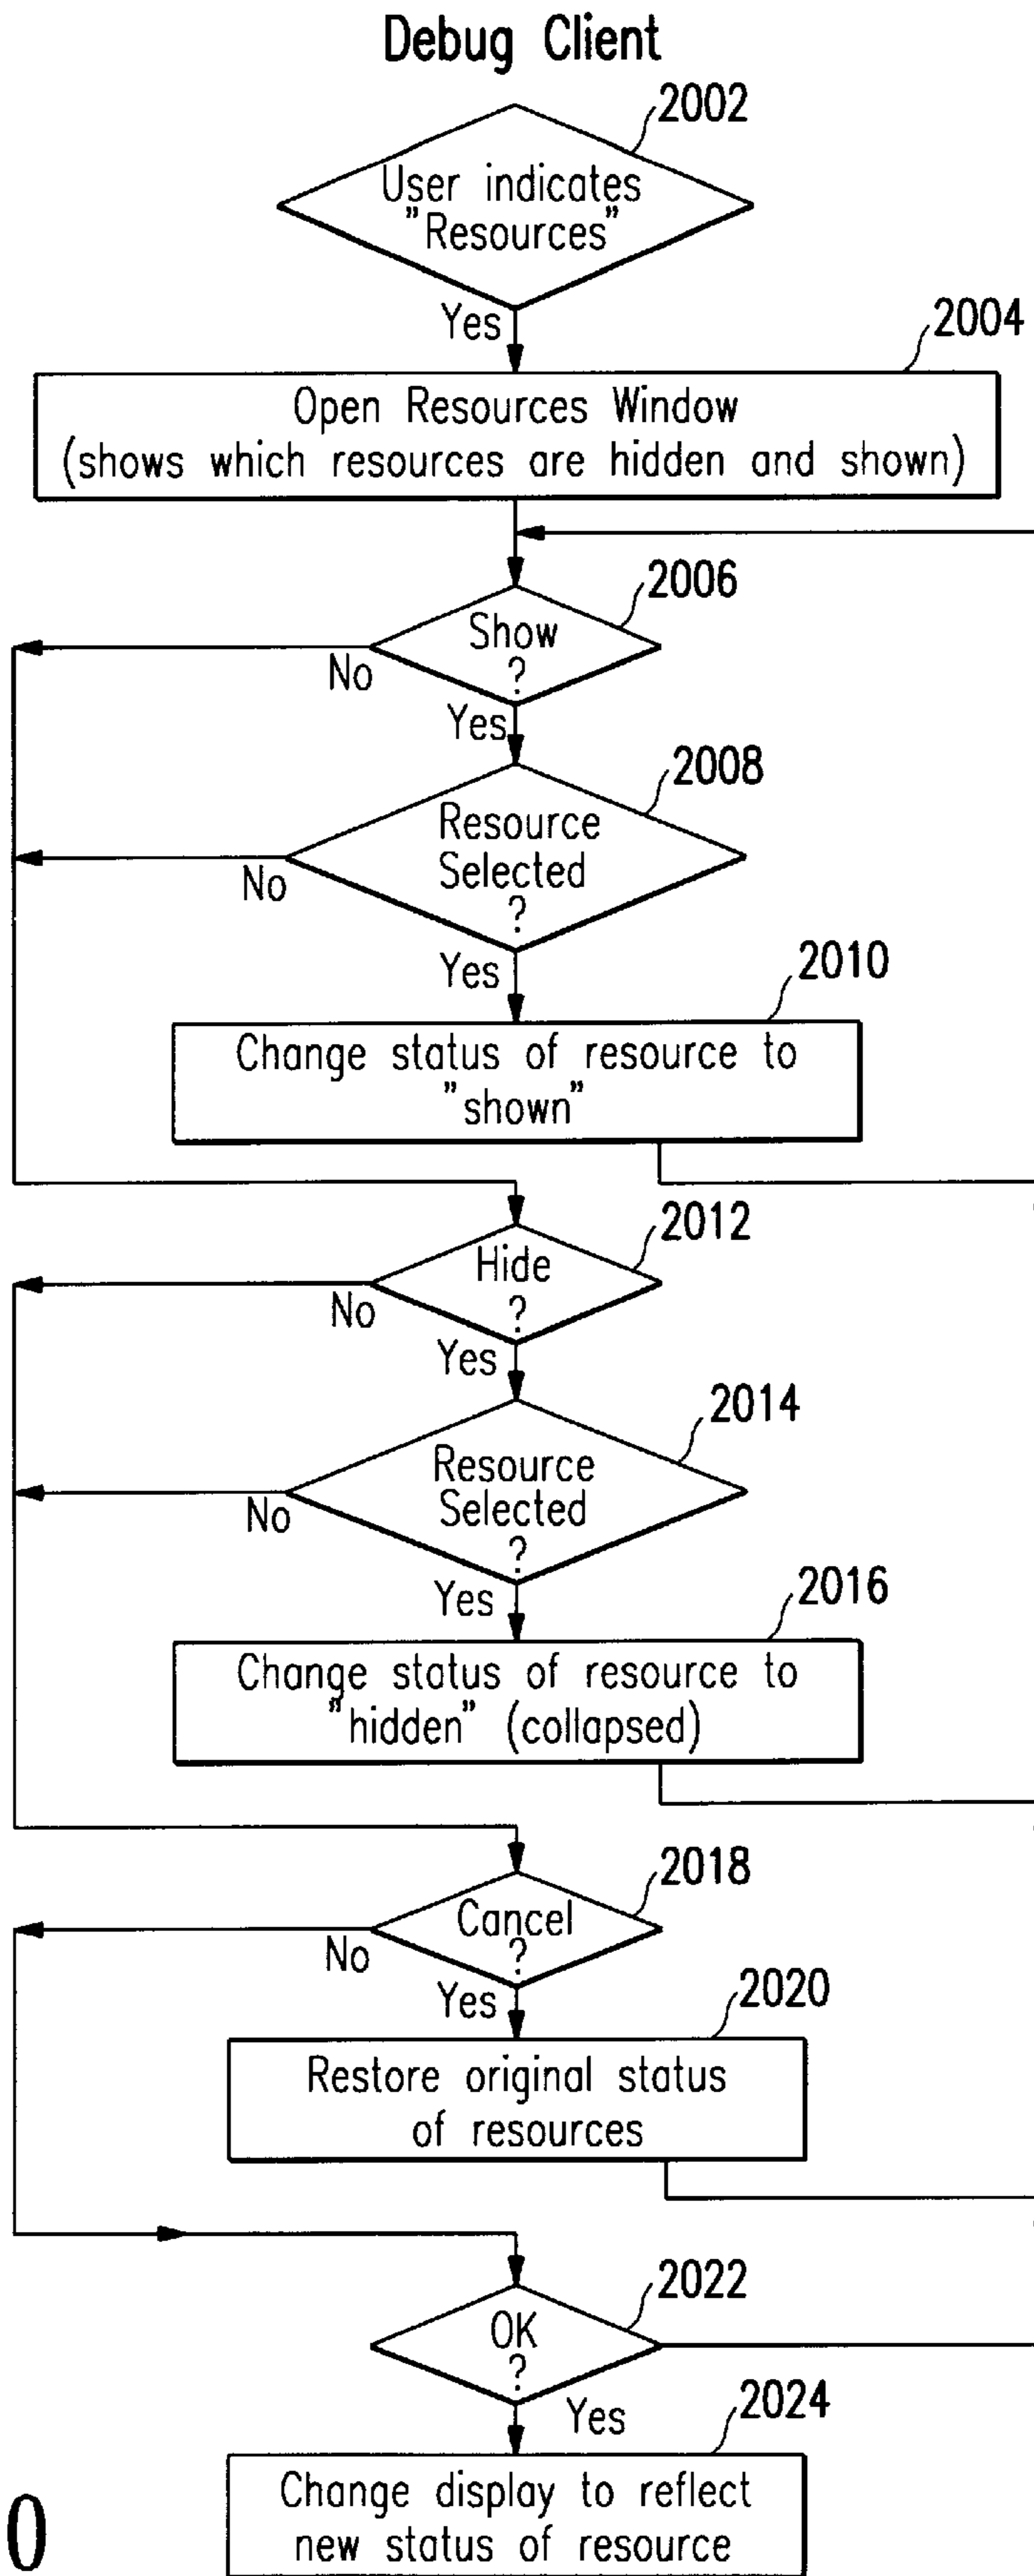 Debug Client
2002
User indicates
"Resources"
Yes
2004
Open Resources Window
(shows which resources are hidden and shown)
2006
Show
?
No
Yes
2008
Resource
Selected
?
No
Yes
2010
Change status of resource to
"shown"
2012
Hide
?
No
Yes
2014
Resource
Selected
?
No
Yes
2016
Change status of resource to
"hidden" (collapsed)
2018
Cancel
?
No
Yes
2020
Restore original status
of resources
2022
OK
?
Yes
2024
Change display to reflect
new status of resource
0